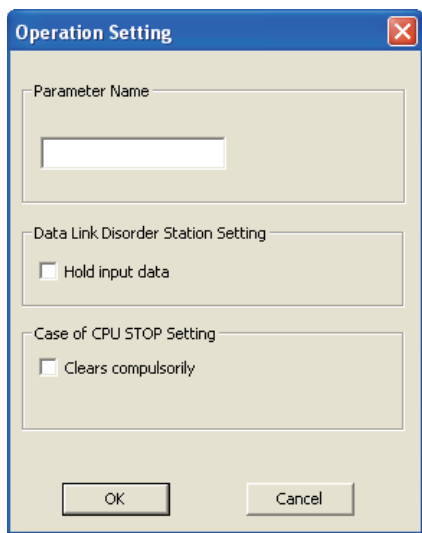 Operation Setting
Parameter Name
Data Link Disorder Station Setting
Hold input data
Case of CPU STOP Setting
Clears compulsorily
OK
Cancel